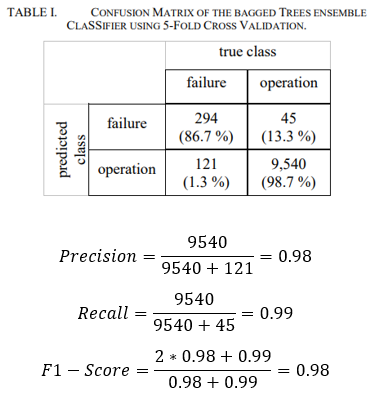 TABLE I. CONFUSION MATRIX OF THE BAGGED TREES ENSEMBLE
CLASSIFIER USING 5-FOLD CROSS VALIDATION.
true class
failure operation
predicted
class
failure 294 45
(86.7 %) (13.3 %)
operation 121 9,540
(1.3 %) (98.7 %)
Precision = 9540 / 9540 + 121 = 0.98
Recall = 9540 / 9540 + 45 = 0.99
F1 − Score = 2 * 0.98 + 0.99 / 0.98 + 0.99 = 0.98